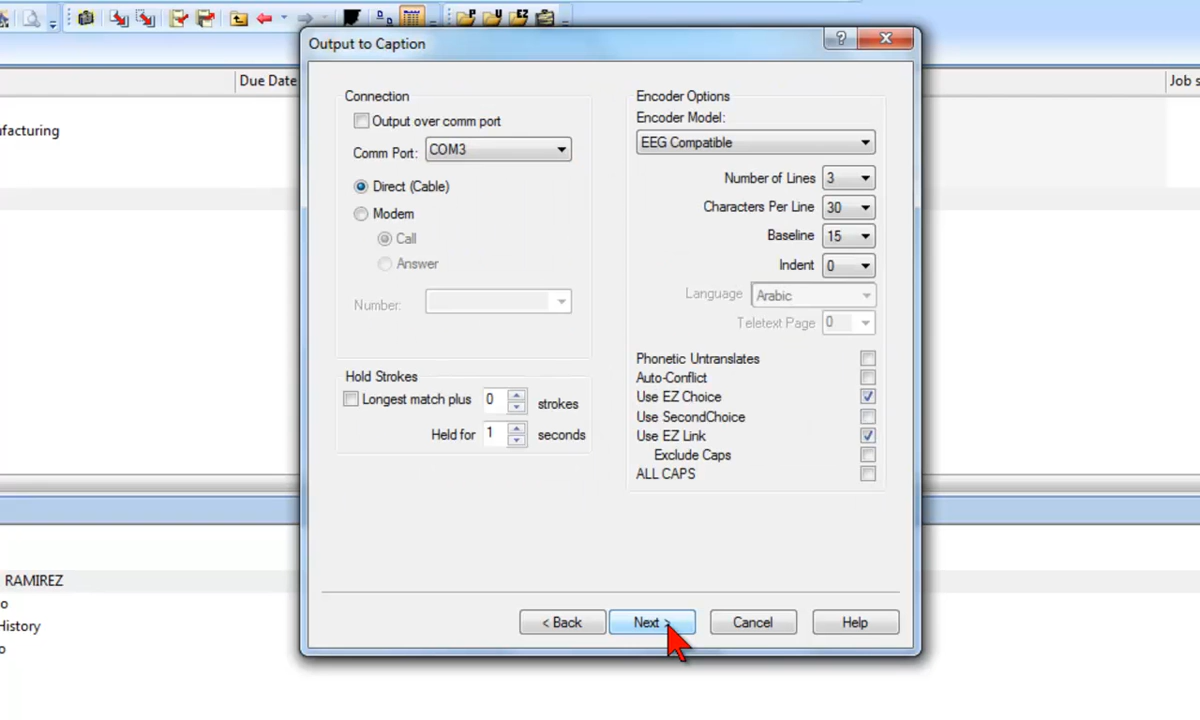 Output to Caption
?
Due Date
Job s
ufacturing
Connection
Output over comm port
Comm Port: COM3
Direct (Cable)
Modem
Call
Answer
Number:
Hold Strokes
Longest match plus 0 strokes
Held for 1 seconds
Encoder Options
Encoder Model:
EEG Compatible
Number of Lines 3
Characters Per Line 30
Baseline 15
Indent 0
Language Arabic
Teletext Page 0
Phonetic Untranslates
Auto-Conflict
Use EZ Choice
Use SecondChoice
Use EZ Link
Exclude Caps
ALL CAPS
RAMIREZ
o
History
o
< Back
Next >
Cancel
Help